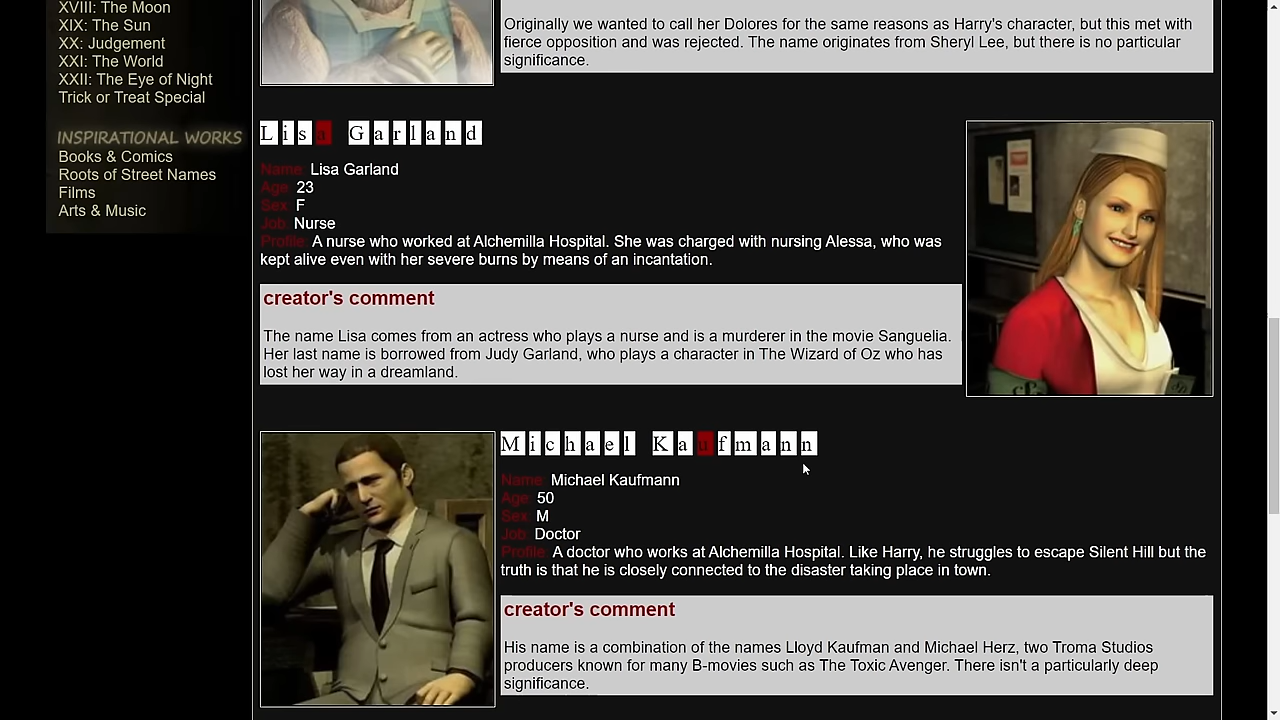 XVIII: The Moon
XIX: The Sun
XX: Judgement
XXI: The World
XXII: The Eye of Night
Trick or Treat Special
INSPIRATIONAL WORKS
Books & Comics
Roots of Street Names
Films
Arts & Music
Originally we wanted to call her Dolores for the same reasons as Harry's character, but this met with
fierce opposition and was rejected. The name originates from Sheryl Lee, but there is no particular
significance.
Lisa Garland
Name: Lisa Garland
Age: 23
Sex: F
Job: Nurse
Profile: A nurse who worked at Alchemilla Hospital. She was charged with nursing Alessa, who was
kept alive even with her severe burns by means of an incantation.
creator's comment
The name Lisa comes from an actress who plays a nurse and is a murderer in the movie Sanguelia.
Her last name is borrowed from Judy Garland, who plays a character in The Wizard of Oz who has
lost her way in a dreamland.
Michael Kaufmann
Name: Michael Kaufmann
Age: 50
Sex: M
Job: Doctor
Profile: A doctor who works at Alchemilla Hospital. Like Harry, he struggles to escape Silent Hill but the
truth is that he is closely connected to the disaster taking place in town.
creator's comment
His name is a combination of the names Lloyd Kaufman and Michael Herz, two Troma Studios
producers known for many B-movies such as The Toxic Avenger. There isn't a particularly deep
significance.